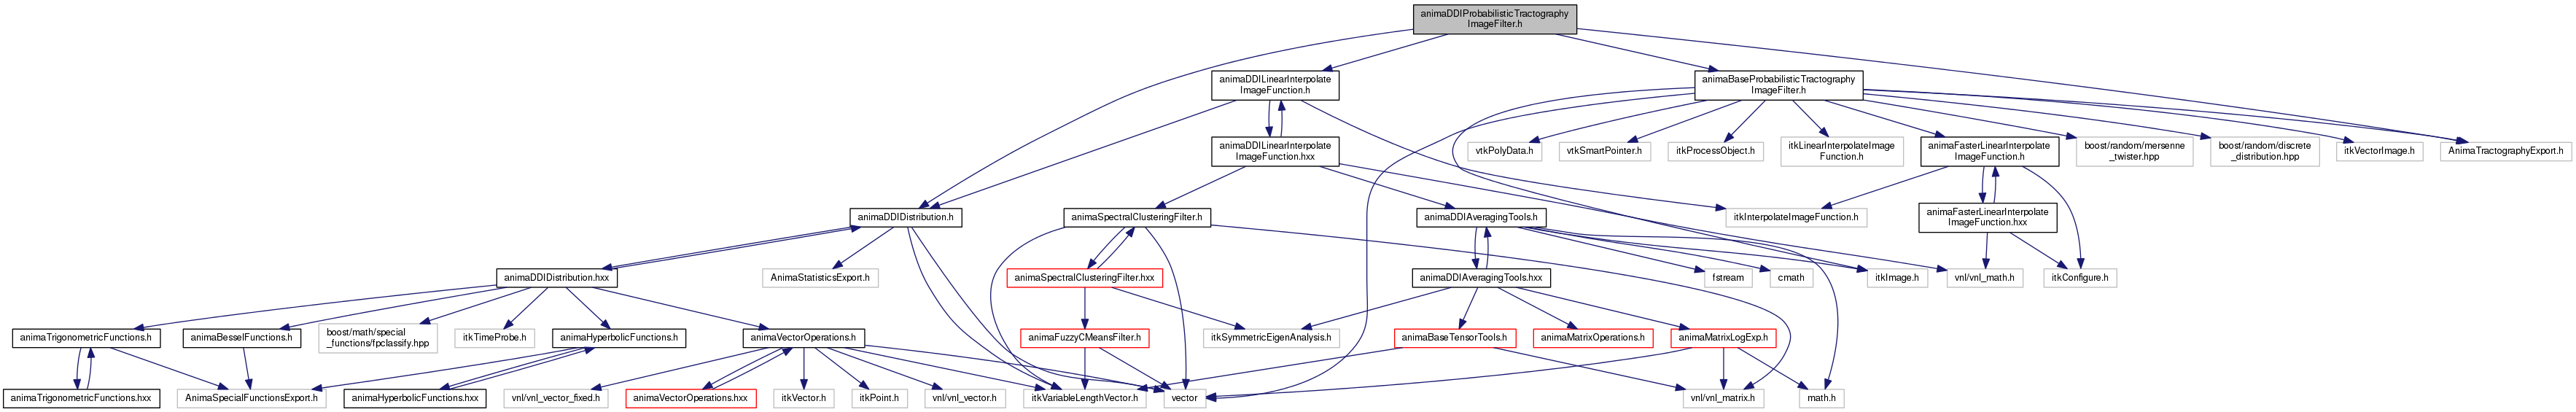 animaDDIProbabilisticTractography
ImageFilter.h
animaDDILinearInterpolate
ImageFunction.h
animaBaseProbabilisticTractography
ImageFilter.h
animaDDILinearInterpolate
ImageFunction.hxx
vtkPolyData.h
vtkSmartPointer.h
itkProcessObject.h
itkLinearInterpolateImage
Function.h
animaFasterLinearInterpolate
ImageFunction.h
boost/random/mersenne
_twister.hpp
boost/random/discrete
_distribution.hpp
itkVectorImage.h
AnimaTractographyExport.h
animaDDIDistribution.h
animaSpectralClusteringFilter.h
animaDDIAveragingTools.h
itkInterpolateImageFunction.h
animaFasterLinearInterpolate
ImageFunction.hxx
animaDDIDistribution.hxx
AnimaStatisticsExport.h
animaSpectralClusteringFilter.hxx
animaDDIAveragingTools.hxx
fstream
cmath
itkImage.h
vnl/vnl_math.h
itkConfigure.h
animaTrigonometricFunctions.h
animaBesselFunctions.h
boost/math/special
_functions/fpclassify.hpp
itkTimeProbe.h
animaHyperbolicFunctions.h
animaVectorOperations.h
animaFuzzyCMeansFilter.h
itkSymmetricEigenAnalysis.h
animaBaseTensorTools.h
animaMatrixOperations.h
animaMatrixLogExp.h
animaTrigonometricFunctions.hxx
AnimaSpecialFunctionsExport.h
animaHyperbolicFunctions.hxx
vnl/vnl_vector_fixed.h
animaVectorOperations.hxx
itkVector.h
itkPoint.h
vnl/vnl_vector.h
itkVariableLengthVector.h
vector
vnl/vnl_matrix.h
math.h